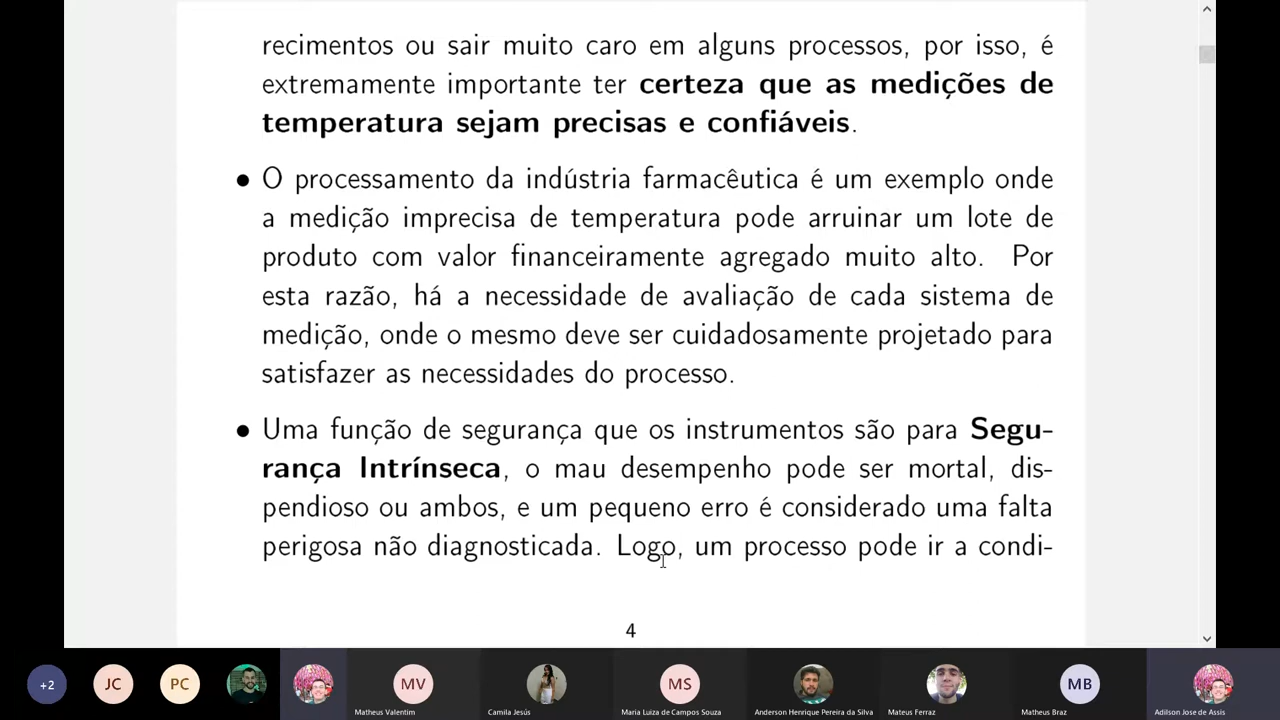 recimentos ou sair muito caro em alguns processos, por isso, é
extremamente importante ter certeza que as medições de
temperatura sejam precisas e confiáveis.
• O processamento da indústria farmacêutica é um exemplo onde
a medição imprecisa de temperatura pode arruinar um lote de
produto com valor financeiramente agregado muito alto. Por
esta razão, há a necessidade de avaliação de cada sistema de
medição, onde o mesmo deve ser cuidadosamente projetado para
satisfazer as necessidades do processo.
• Uma função de segurança que os instrumentos são para Segu-
rança Intrínseca, o mau desempenho pode ser mortal, dis-
pendioso ou ambos, e um pequeno erro é considerado uma falta
perigosa não diagnosticada. Logo, um processo pode ir a condi-
4
+2 JC PC MV MS MB
Matheus Valentim Camila Jesús Maria Luiza de Campos Souza Anderson Henrique Pereira da Silva Mateus Ferraz Matheus Braz Adilson Jose de Assis